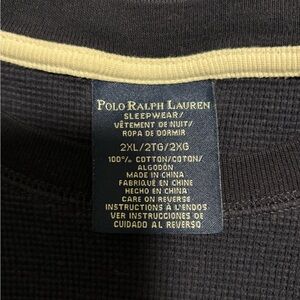 POLO RALPH LAUREN
SLEEPWEAR/
VÊTEMENT DE NUIT/
ROPA DE DORMIR
2XL/2TG/2XG
100% COTTON/COTON/
ALGODÓN
MADE IN CHINA
FABRIQUÉ EN CHINE
HECHO EN CHINA
CARE ON REVERSE
INSTRUCTIONS À L'ENDOS
VER INSTRUCCIONES DE
CUIDADO AL REVERSO